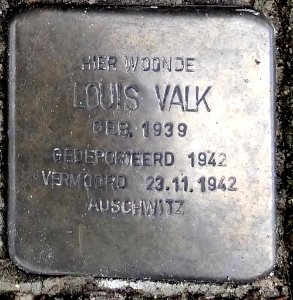 HIER WOONDE
LOUIS VALK
GEB. 1939
GEDEPORTEERD 1942
VERMOORD 23.11.1942
AUSCHWITZ